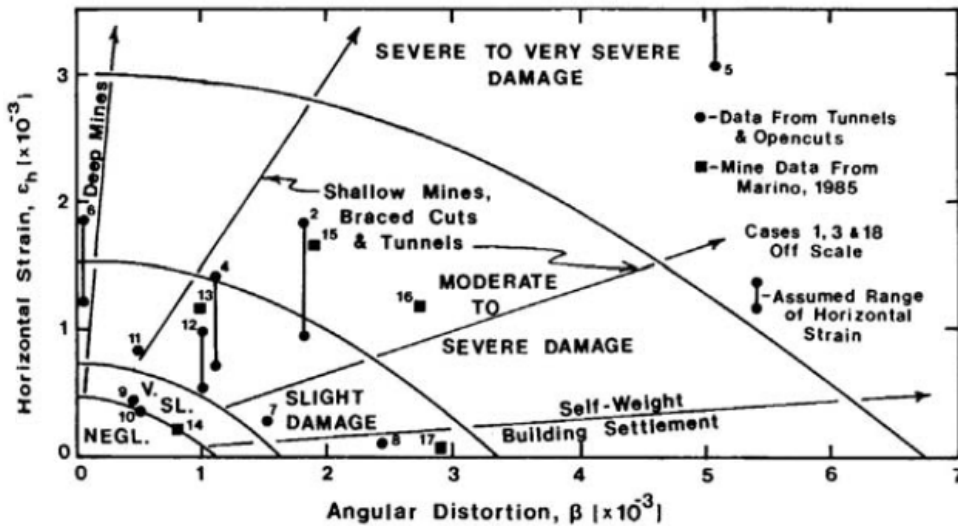 SEVERE TO VERY SEVERE
DAMAGE
5
3
●-Data From Tunnels
& Opencuts
■-Mine Data From
Marino, 1985
Deep Mines
Shallow Mines,
Braced Cuts
& Tunnels
6
2
2
15
Cases 1, 3 & 18
Off Scale
4
MODERATE
TO
SEVERE DAMAGE
16
-Assumed Range
of Horizontal
Strain
13
12
1
11
9
V.
SL.
10
14
NEGL.
7
SLIGHT
DAMAGE
8
17
Self-Weight
Building Settlement
0
0
1
2
3
4
5
6
7
Horizontal Strain, ε_h [×10^-3]
Angular Distortion, β [×10^-3]